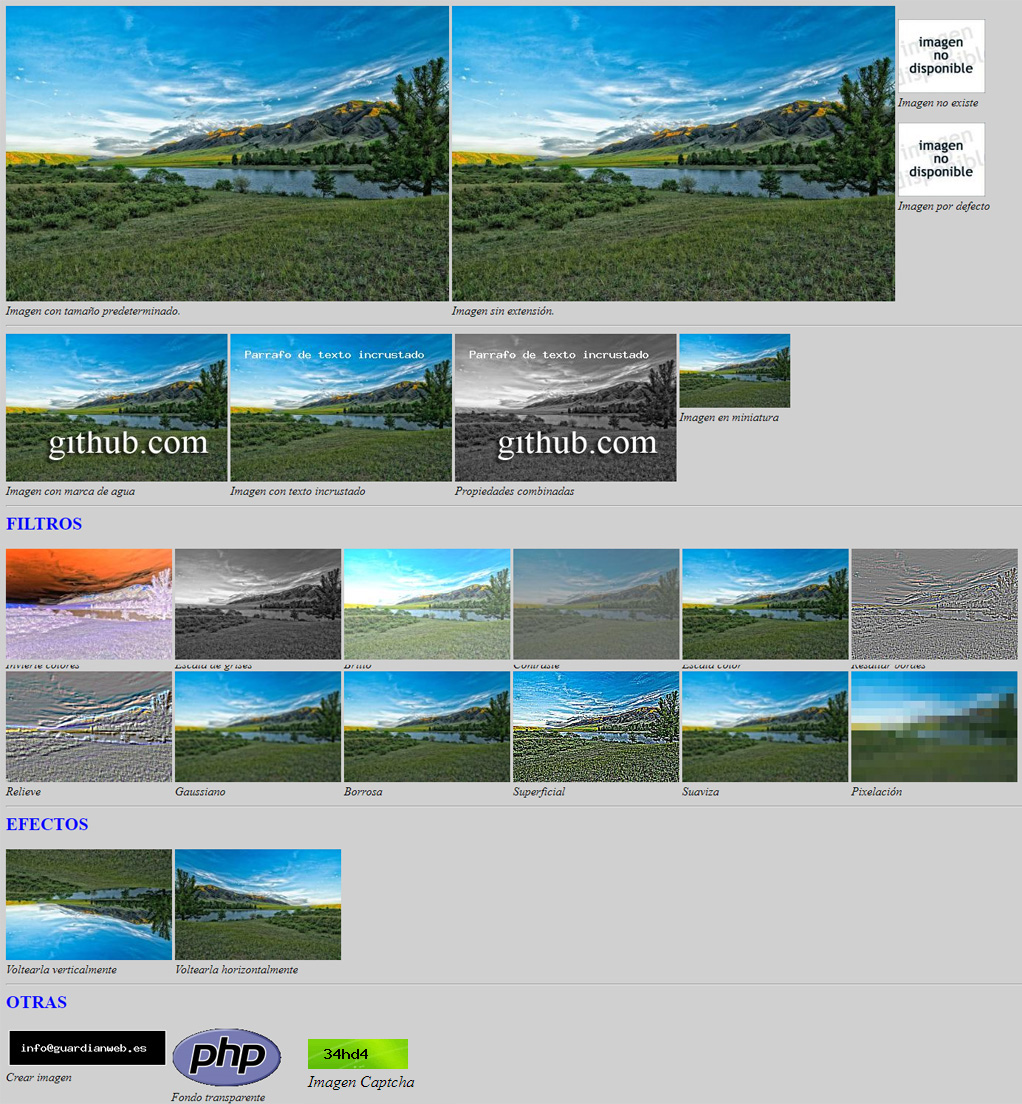 imagen
no
disponible
Imagen no existe
imagen
no
disponible
Imagen por defecto
Imagen con tamaño predeterminado.
Imagen sin extensión.
github.com
Imagen con marca de agua
Parrafo de texto incrustado
github.com
Imagen con texto incrustado
Parrafo de texto incrustado
github.com
Propiedades combinadas
Imagen en miniatura
FILTROS
Invierte colores
Escala de grises
Brillo
Contraste
Escala color
Resaltar bordes
Relieve
Gaussiano
Borrosa
Superficial
Suaviza
Pixelación
EFECTOS
Voltearla verticalmente
Voltearla horizontalmente
OTRAS
info@guardianweb.es
Crear imagen
php
Fondo transparente
34hd4
Imagen Captcha